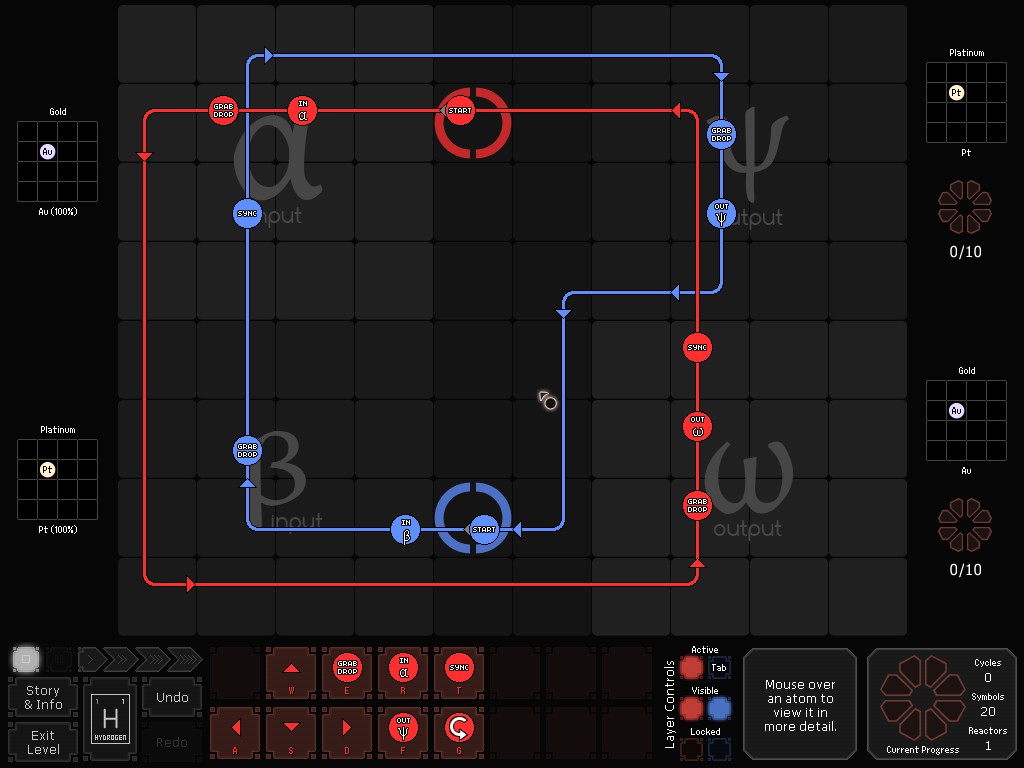 Gold
Au
Au (100%)
Platinum
Pt
Pt (100%)
α
input
β
input
ψ
output
ω
output
GRAB
DROP
IN
α
START
GRAB
DROP
SYNC
OUT
ψ
SYNC
OUT
ω
GRAB
DROP
GRAB
DROP
IN
β
START
Platinum
Pt
Pt
0/10
Gold
Au
Au
0/10
Story
& Info
Exit
Level
1 1
H
HYDROGEN
Undo
Redo
W
GRAB
DROP
E
IN
α
R
SYNC
T
A
S
D
OUT
ψ
F
G
Layer Controls
Active
Tab
Visible
Locked
Mouse over
an atom to
view it in
more detail.
Cycles
0
Symbols
20
Reactors
1
Current Progress